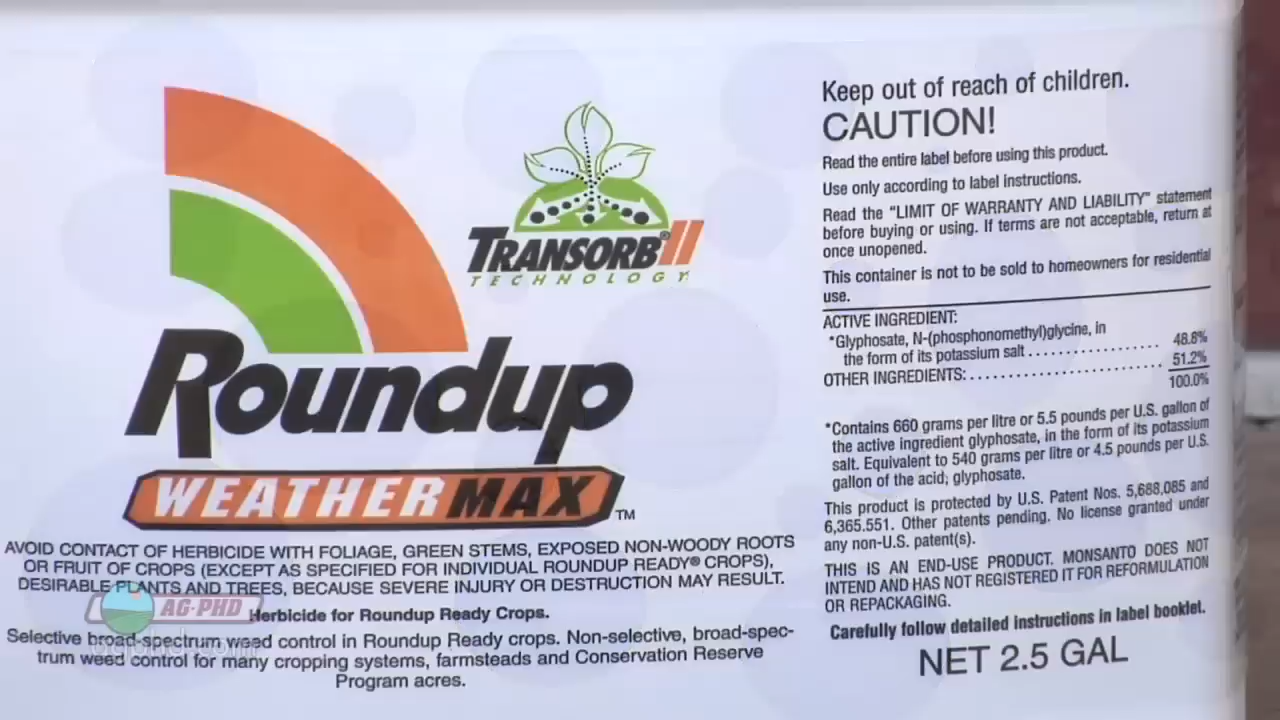 TRANSORB® II
TECHNOLOGY
Roundup
WEATHERMAX™
AVOID CONTACT OF HERBICIDE WITH FOLIAGE, GREEN STEMS, EXPOSED NON-WOODY ROOTS
OR FRUIT OF CROPS (EXCEPT AS SPECIFIED FOR INDIVIDUAL ROUNDUP READY® CROPS),
DESIRABLE PLANTS AND TREES, BECAUSE SEVERE INJURY OR DESTRUCTION MAY RESULT.
Herbicide for Roundup Ready Crops.
Selective broad-spectrum weed control in Roundup Ready crops. Non-selective, broad-spec-
trum weed control for many cropping systems, farmsteads and Conservation Reserve
Program acres.
AG-PHD
Keep out of reach of children.
CAUTION!
Read the entire label before using this product.
Use only according to label instructions.
Read the "LIMIT OF WARRANTY AND LIABILITY" statement
before buying or using. If terms are not acceptable, return at
once unopened.
This container is not to be sold to homeowners for residential
use.
ACTIVE INGREDIENT:
*Glyphosate, N-(phosphonomethyl)glycine, in
the form of its potassium salt . . . . . . . . . . . . . . . . . . . 48.8%
OTHER INGREDIENTS: . . . . . . . . . . . . . . . . . . . . . . . . . . . 51.2%
100.0%
*Contains 660 grams per litre or 5.5 pounds per U.S. gallon of
the active ingredient glyphosate, in the form of its potassium
salt. Equivalent to 540 grams per litre or 4.5 pounds per U.S.
gallon of the acid, glyphosate.
This product is protected by U.S. Patent Nos. 5,688,085 and
6,365.551. Other patents pending. No license granted under
any non-U.S. patent(s).
THIS IS AN END-USE PRODUCT. MONSANTO DOES NOT
INTEND AND HAS NOT REGISTERED IT FOR REFORMULATION
OR REPACKAGING.
Carefully follow detailed instructions in label booklet.
NET 2.5 GAL